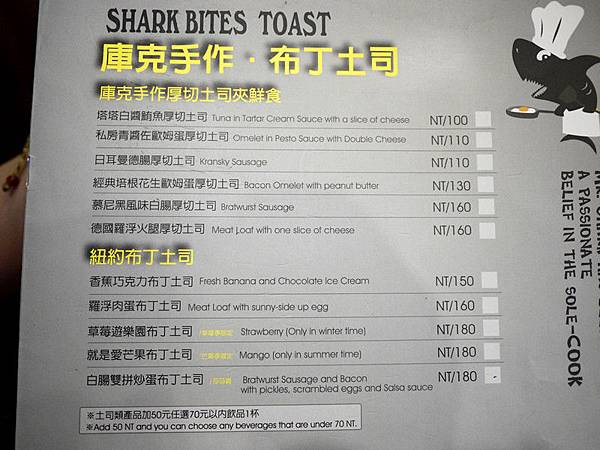 SHARK BITES TOAST
庫克手作·布丁土司
庫克手作厚切土司夾鮮食
塔塔白醬鮪魚厚切土司 Tuna in Tartar Cream Sauce with a slice of cheese NT/100
私房青醬佐歐姆蛋厚切土司 Omelet in Pesto Sauce with Double Cheese NT/110
日耳曼德腸厚切土司 Kransky Sausage NT/110
經典培根花生歐姆蛋厚切土司 Bacon Omelet with peanut butter NT/130
慕尼黑風味白腸厚切土司 Bratwurst Sausage NT/160
德國羅浮火腿厚切土司 Meat Loaf with one slice of cheese NT/160
紐約布丁土司
香蕉巧克力布丁土司 Fresh Banana and Chocolate Ice Cream NT/150
羅浮肉蛋布丁土司 Meat Loaf with sunny-side up egg NT/160
草莓遊樂園布丁土司 Strawberry (Only in winter time) NT/180
就是愛芒果布丁土司 Mango (only in summer time) NT/180
白腸雙拼炒蛋布丁土司 Bratwurst Sausage and Bacon NT/180
with pickles, scrambled eggs and Salsa sauce
※土司類產品加50元任選70元以內飲品1杯
※Add 50 NT and you can choose any beverages that are under 70 NT.
A PASSIONATE
BELIEF IN THE SOLE-COOK